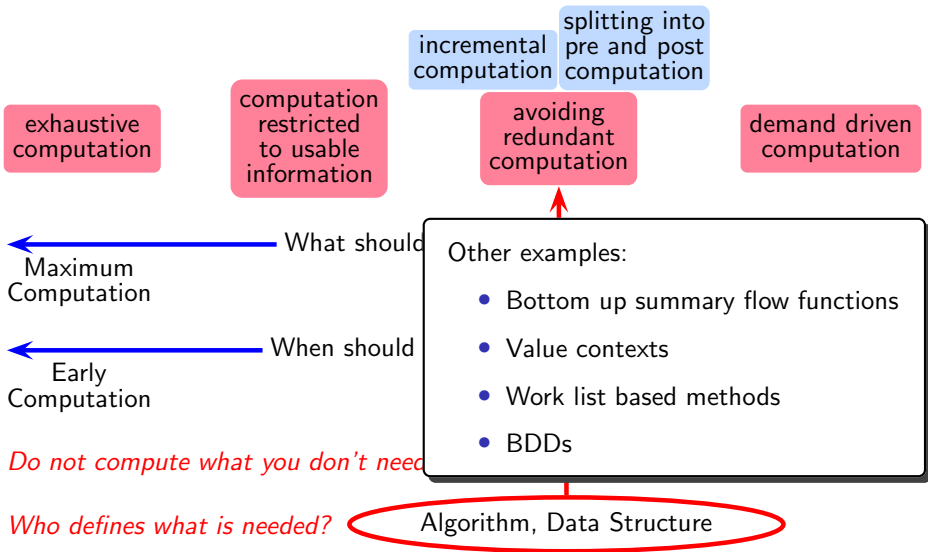 incremental
computation
splitting into
pre and post
computation
exhaustive
computation
computation
restricted
to usable
information
avoiding
redundant
computation
demand driven
computation
What should
Maximum
Computation
When should
Early
Computation
Other examples:
• Bottom up summary flow functions
• Value contexts
• Work list based methods
• BDDs
Do not compute what you don't need
Who defines what is needed?
Algorithm, Data Structure